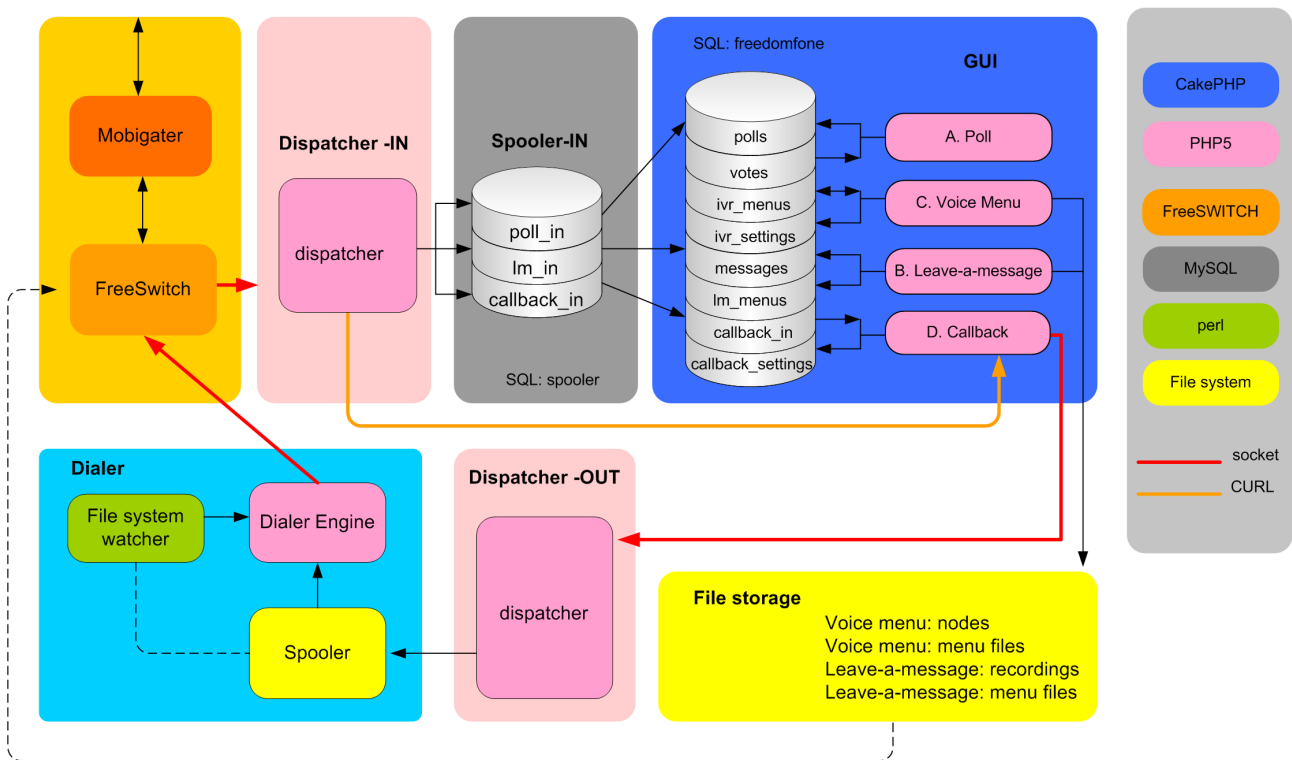 Mobigater
FreeSwitch
Dispatcher -IN
dispatcher
Spooler-IN
poll_in
lm_in
callback_in
SQL: spooler
SQL: freedomfone
GUI
polls
votes
ivr_menus
ivr_settings
messages
lm_menus
callback_in
callback_settings
A. Poll
C. Voice Menu
B. Leave-a-message
D. Callback
CakePHP
PHP5
FreeSWITCH
MySQL
perl
File system
socket
CURL
Dialer
File system
watcher
Dialer Engine
Spooler
Dispatcher -OUT
dispatcher
File storage
Voice menu: nodes
Voice menu: menu files
Leave-a-message: recordings
Leave-a-message: menu files